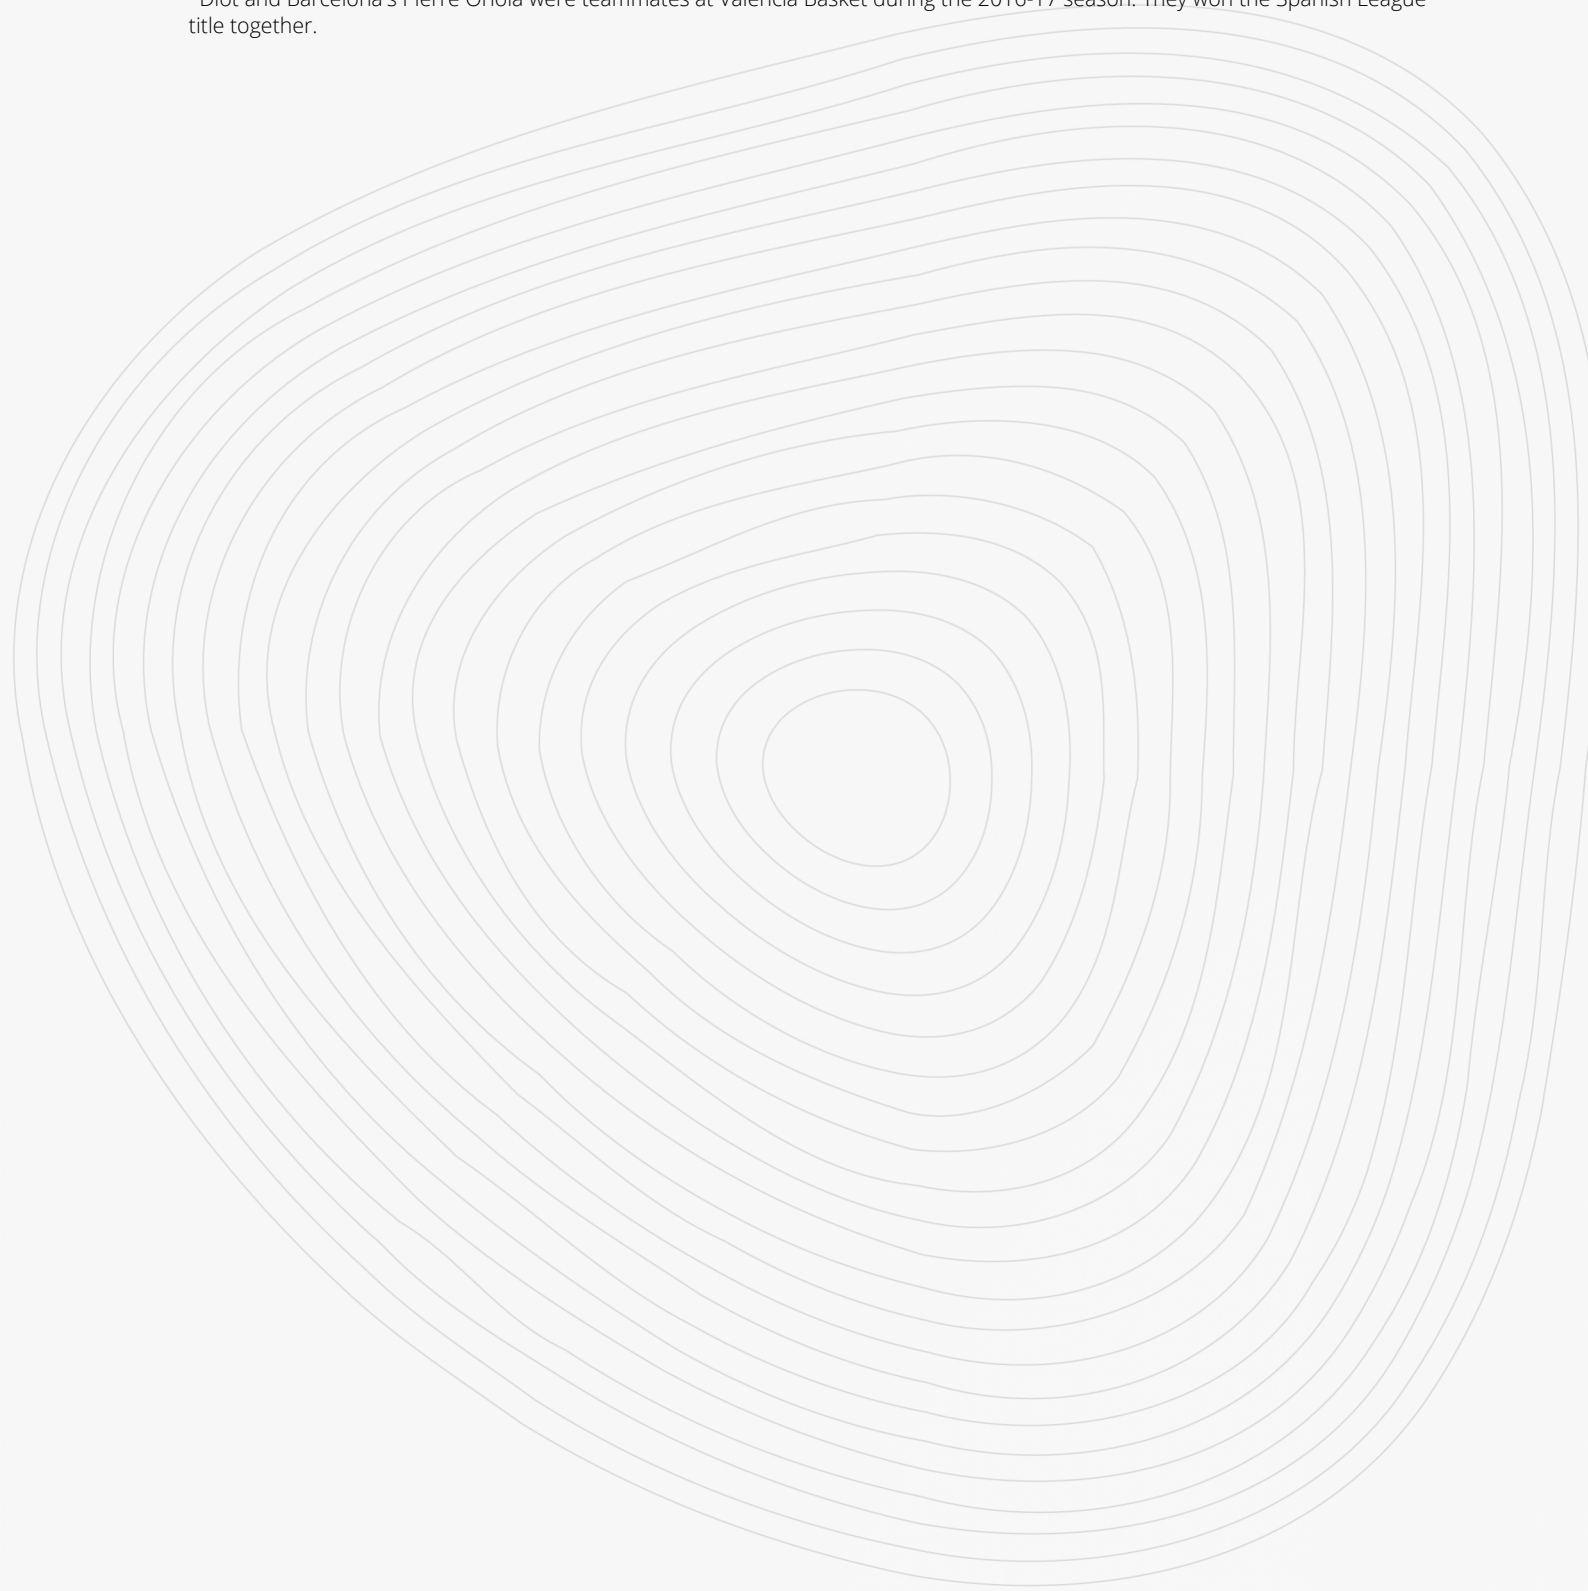 Diot and Barcelona's Pierre Oriola were teammates at Valencia Basket during the 2016-17 season. They won the Spanish League
title together.